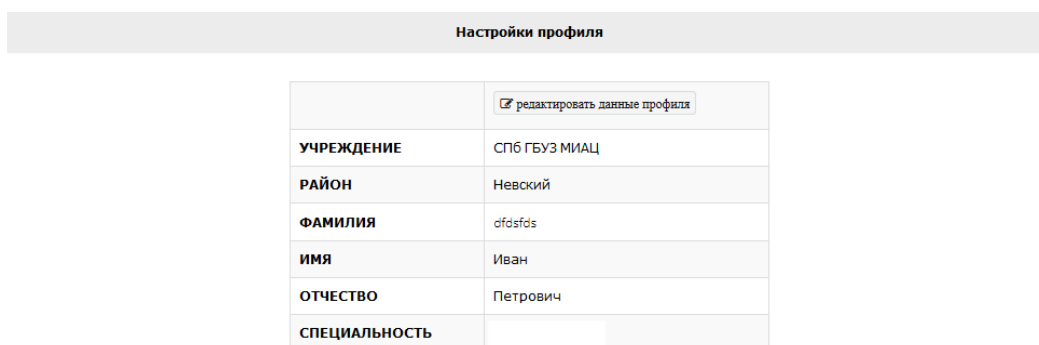 Настройки профиля
редактировать данные профиля
УЧРЕЖДЕНИЕ СПб ГБУЗ МИАЦ
РАЙОН Невский
ФАМИЛИЯ dfdsfds
ИМЯ Иван
ОТЧЕСТВО Петрович
СПЕЦИАЛЬНОСТЬ